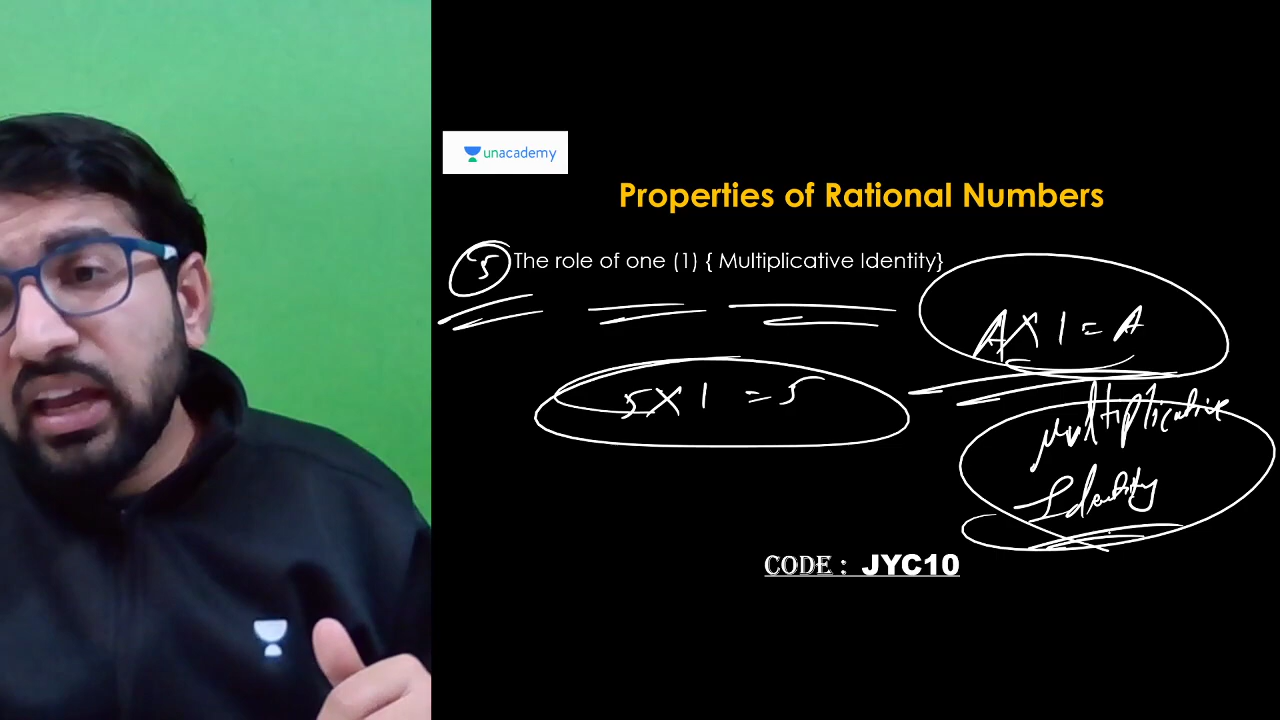 unacademy
Properties of Rational Numbers
5 The role of one (1) { Multiplicative Identity}
A X 1 = A
5 X 1 = 5
Multiplicative
Identity
CODE : JYC10